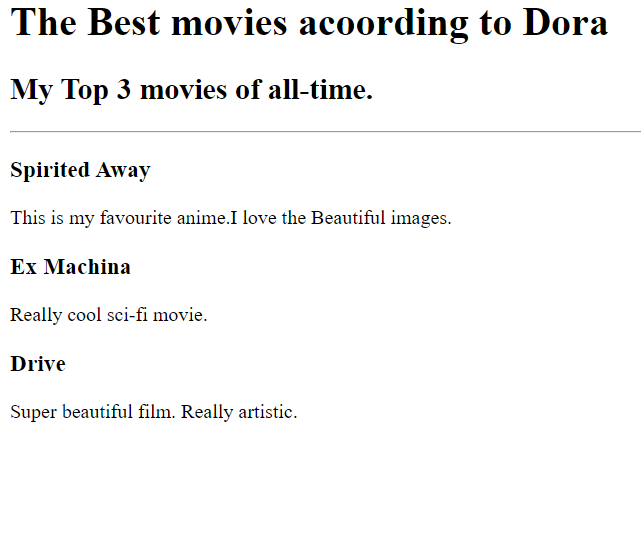 The Best movies acoording to Dora
My Top 3 movies of all-time.
Spirited Away
This is my favourite anime.I love the Beautiful images.
Ex Machina
Really cool sci-fi movie.
Drive
Super beautiful film. Really artistic.